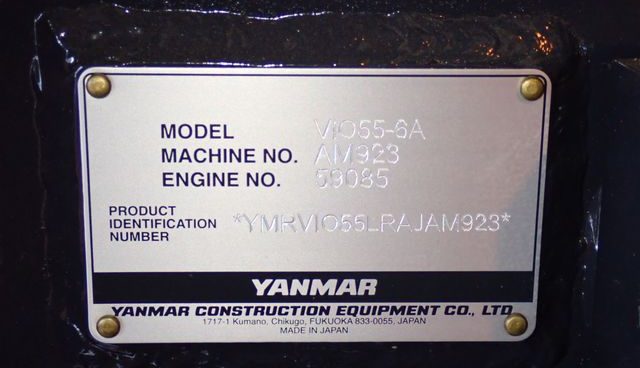 MODEL VIO55-6A
MACHINE NO. AM923
ENGINE NO. 59085
PRODUCT
IDENTIFICATION
NUMBER
*YMRVIO55LRAJAM923*
YANMAR
YANMAR CONSTRUCTION EQUIPMENT CO., LTD
1717-1 Kumano, Chikugo, FUKUOKA 833-0055, JAPAN
MADE IN JAPAN